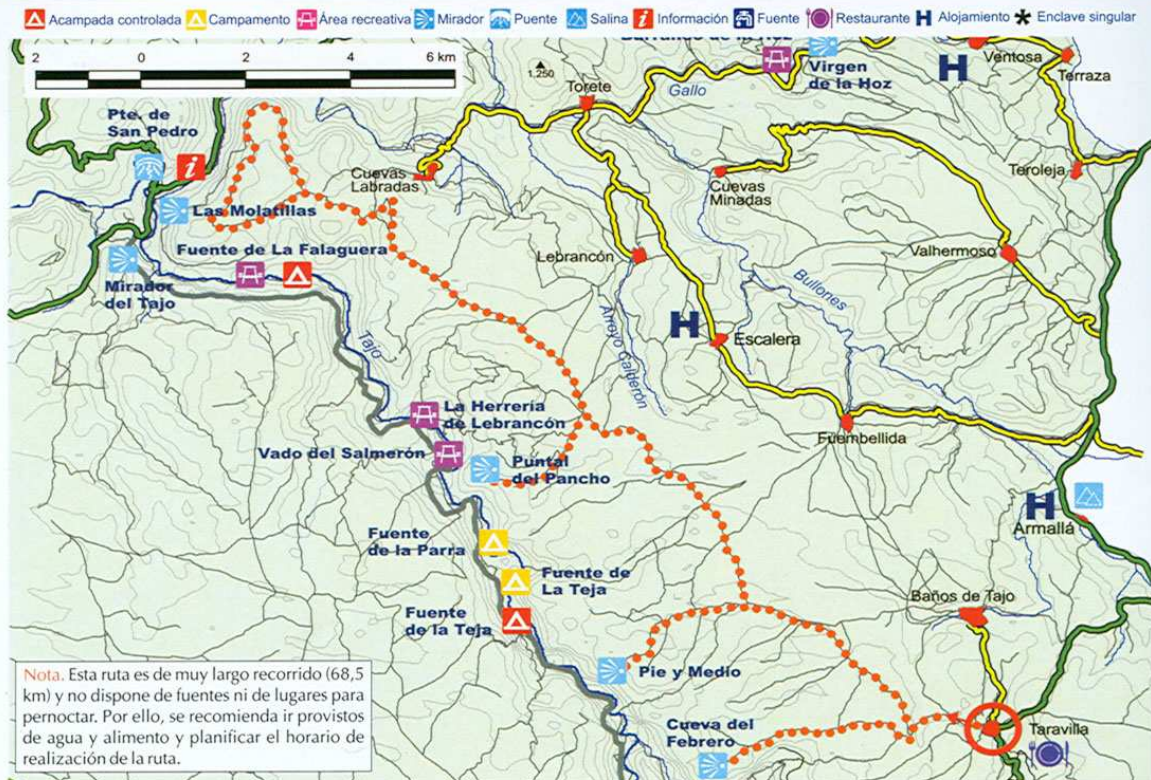 Acampada controlada Campamento Área recreativa Mirador Puente Salina Información Fuente Restaurante Alojamiento Enclave singular
2 0 2 4 6 km
Barranco de la Hoz
Virgen
de la Hoz
Ventosa
Terraza
1.250
Torete
Gallo
Pte. de
San Pedro
Cuevas
Labradas
Cuevas
Minadas
Teroleja
Las Molatillas
Fuente de La Falaguera
Lebrancón
Valhermoso
Mirador
del Tajo
Bullones
Tajo
Arroyo Calderón
Escalera
La Herrería
de Lebrancón
Fuembellida
Vado del Salmerón
Puntal
del Pancho
Armallá
Fuente
de la Parra
Fuente de
La Teja
Baños de Tajo
Fuente
de la Teja
Pie y Medio
Nota. Esta ruta es de muy largo recorrido (68,5
km) y no dispone de fuentes ni de lugares para
pernoctar. Por ello, se recomienda ir provistos
de agua y alimento y planificar el horario de
realización de la ruta.
Cueva del
Febrero
Taravilla